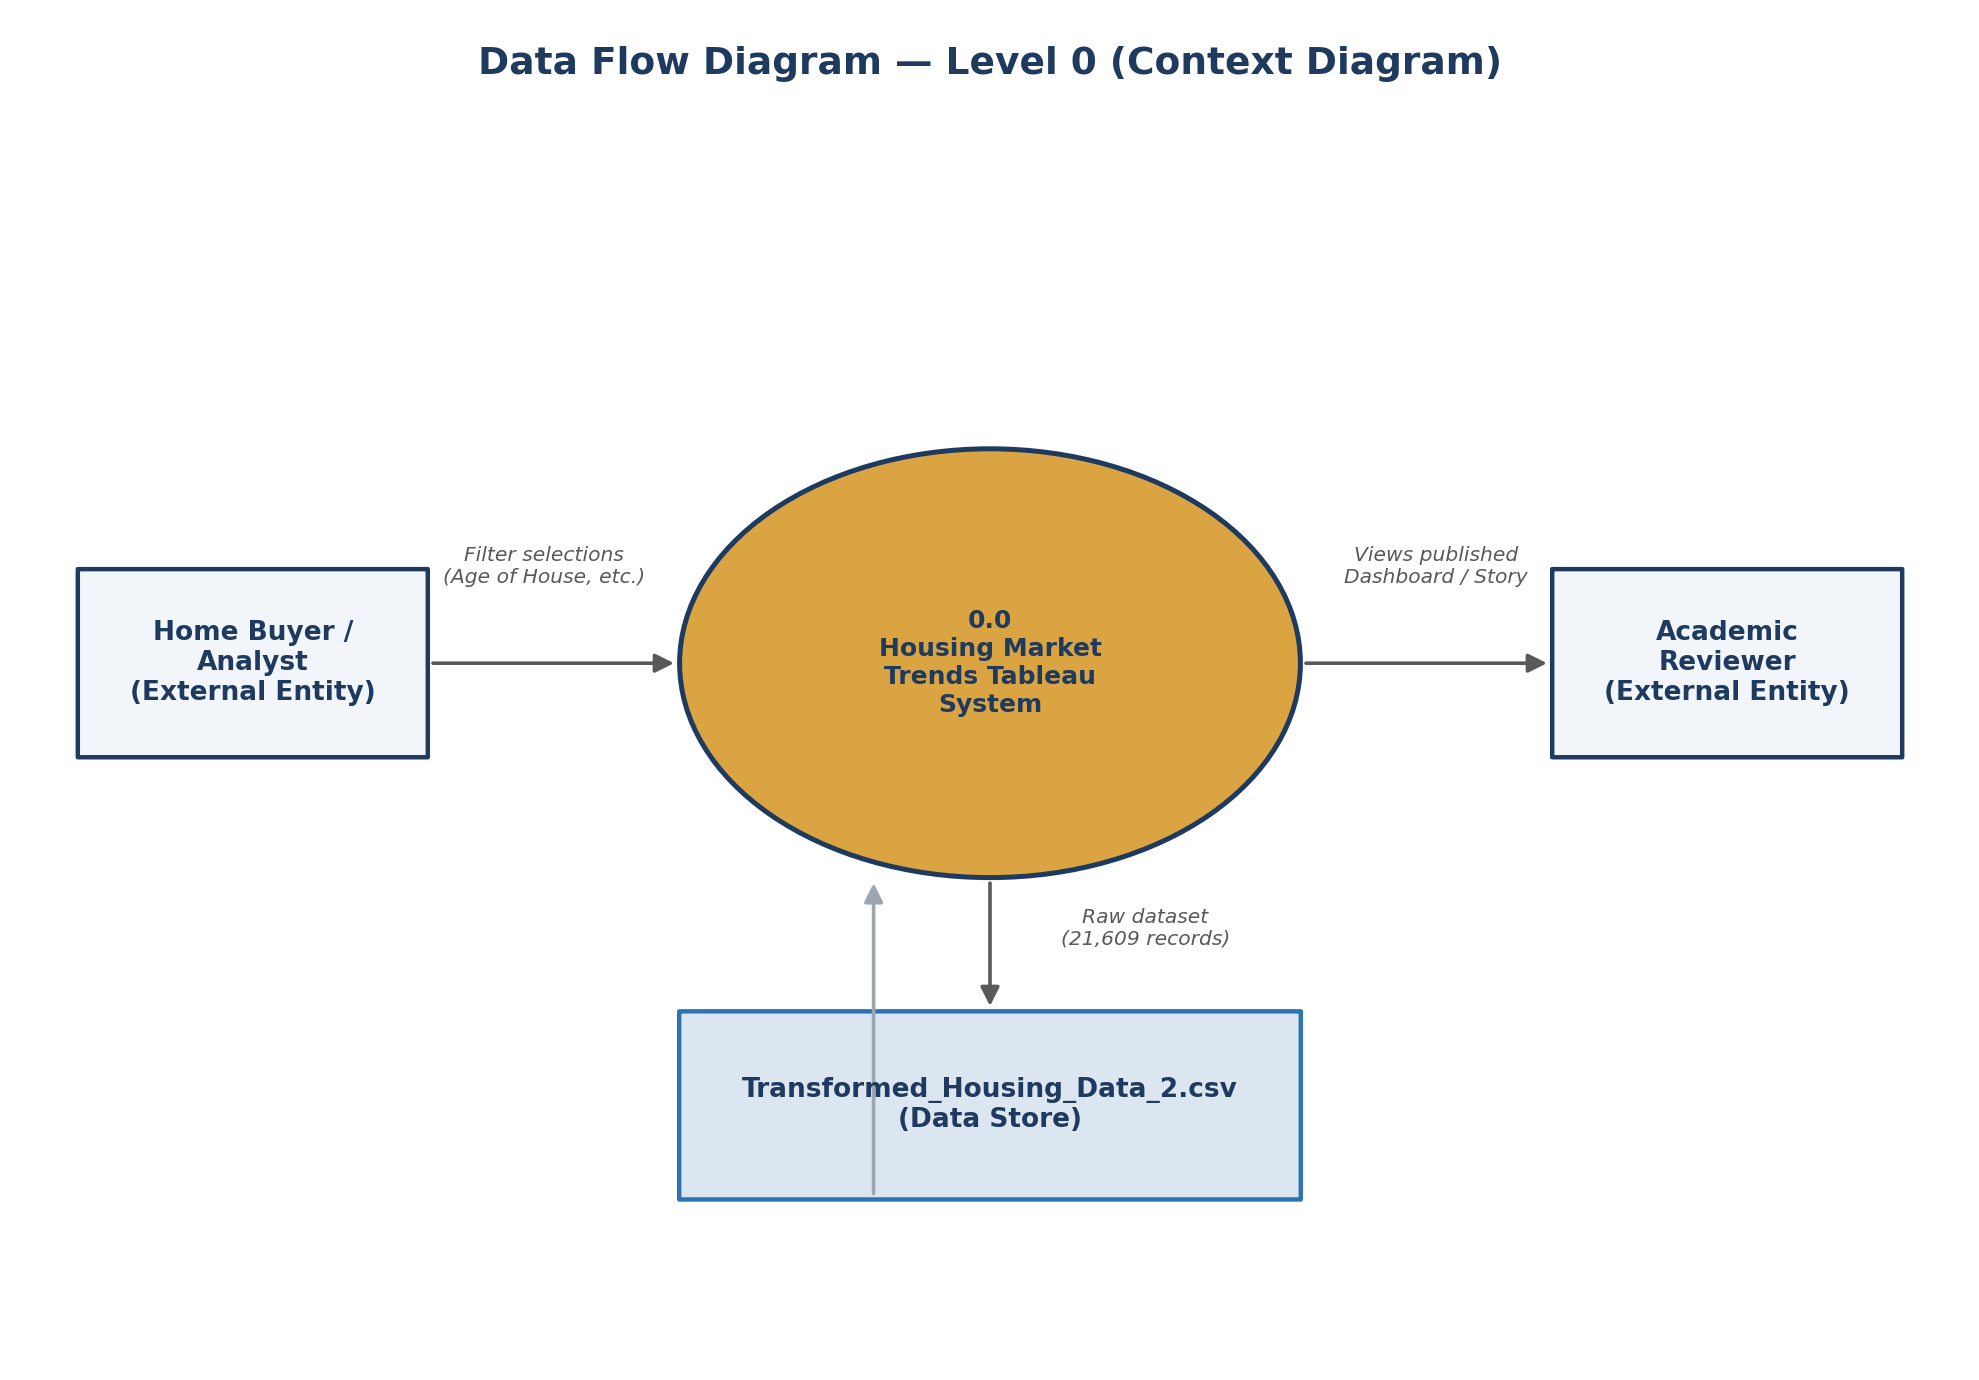 Data Flow Diagram — Level 0 (Context Diagram)
Filter selections
(Age of House, etc.)
Views published
Dashboard / Story
Home Buyer /
Analyst
(External Entity)
0.0
Housing Market
Trends Tableau
System
Academic
Reviewer
(External Entity)
Raw dataset
(21,609 records)
Transformed_Housing_Data_2.csv
(Data Store)